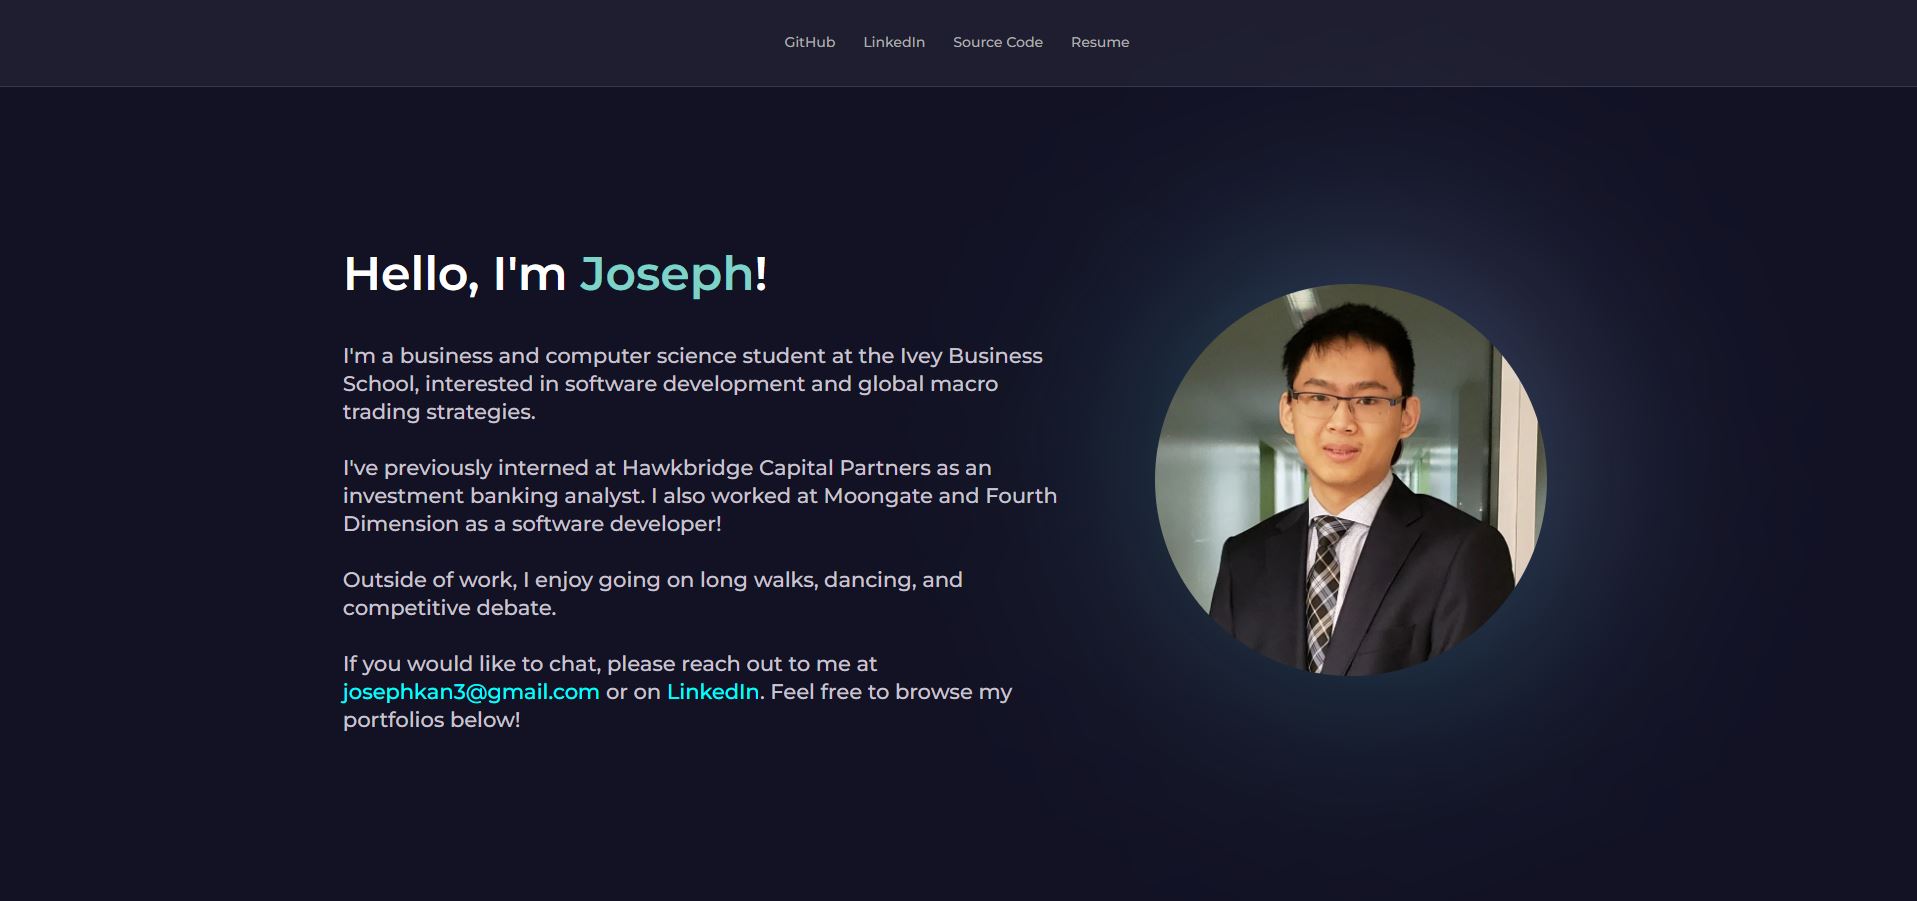 GitHub LinkedIn Source Code Resume
Hello, I'm Joseph!
I'm a business and computer science student at the Ivey Business
School, interested in software development and global macro
trading strategies.
I've previously interned at Hawkbridge Capital Partners as an
investment banking analyst. I also worked at Moongate and Fourth
Dimension as a software developer!
Outside of work, I enjoy going on long walks, dancing, and
competitive debate.
If you would like to chat, please reach out to me at
josephkan3@gmail.com or on LinkedIn. Feel free to browse my
portfolios below!